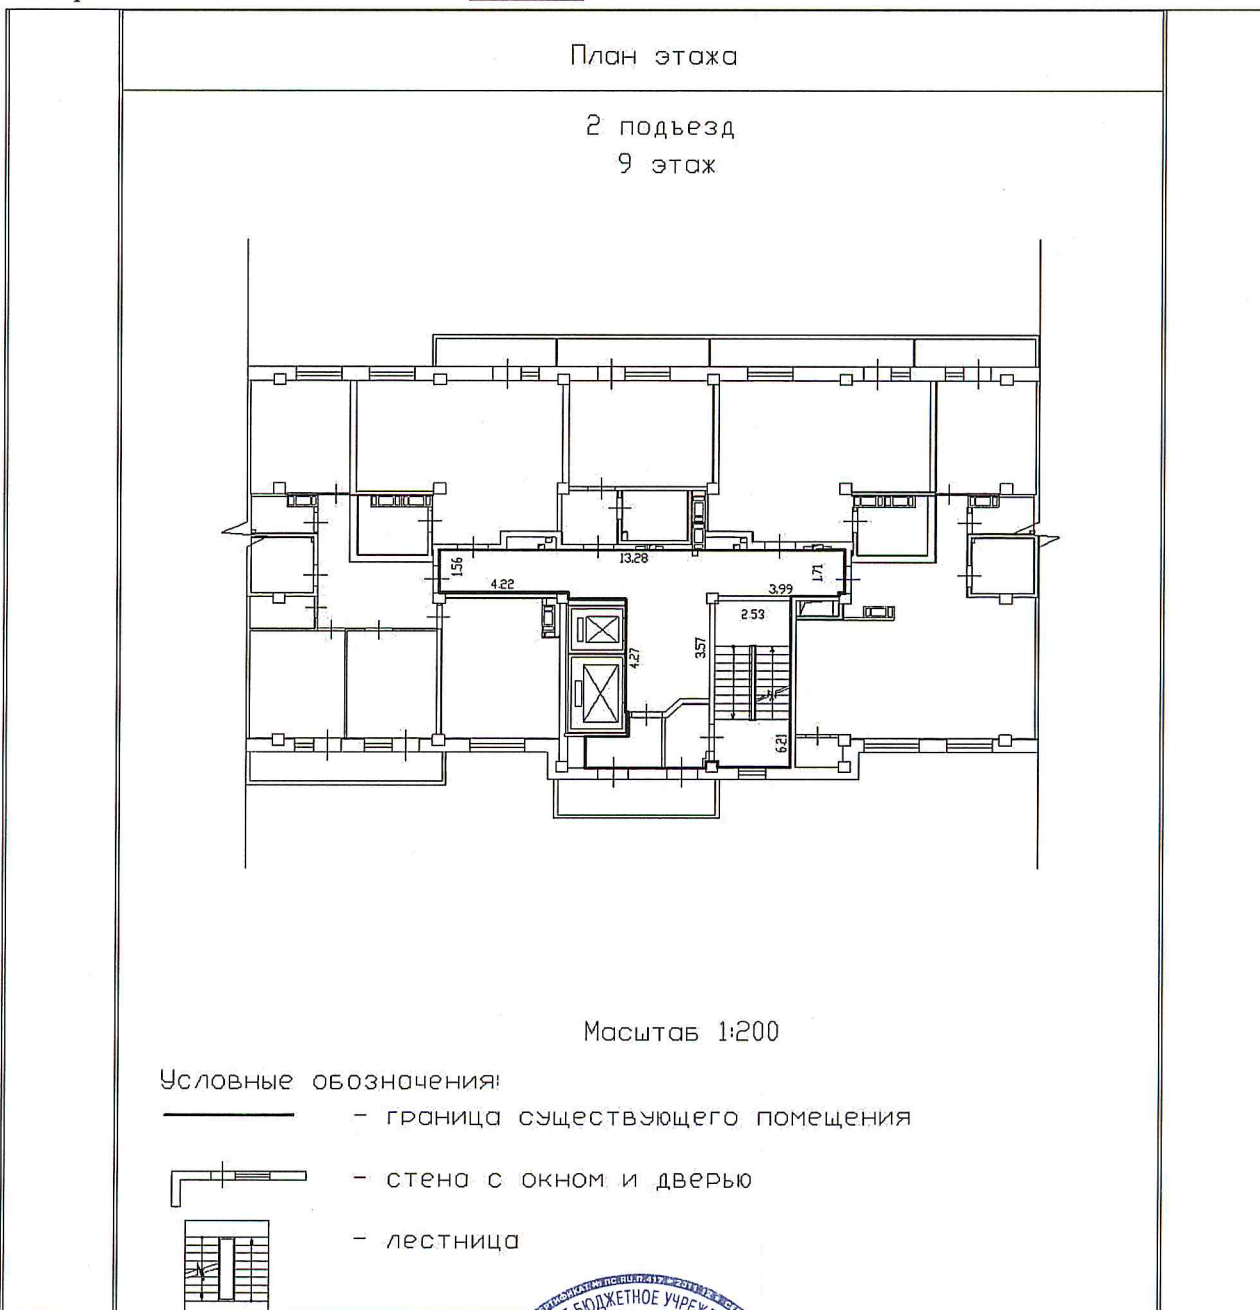 План этажа
2 подъезд
9 этаж
13.28
1.56
1.71
4.22
3.99
2.53
3.57
4.27
6.21
Масштаб 1:200
Условные обозначения:
- граница существующего помещения
- стена с окном и дверью
- лестница
БЮДЖЕТНОЕ